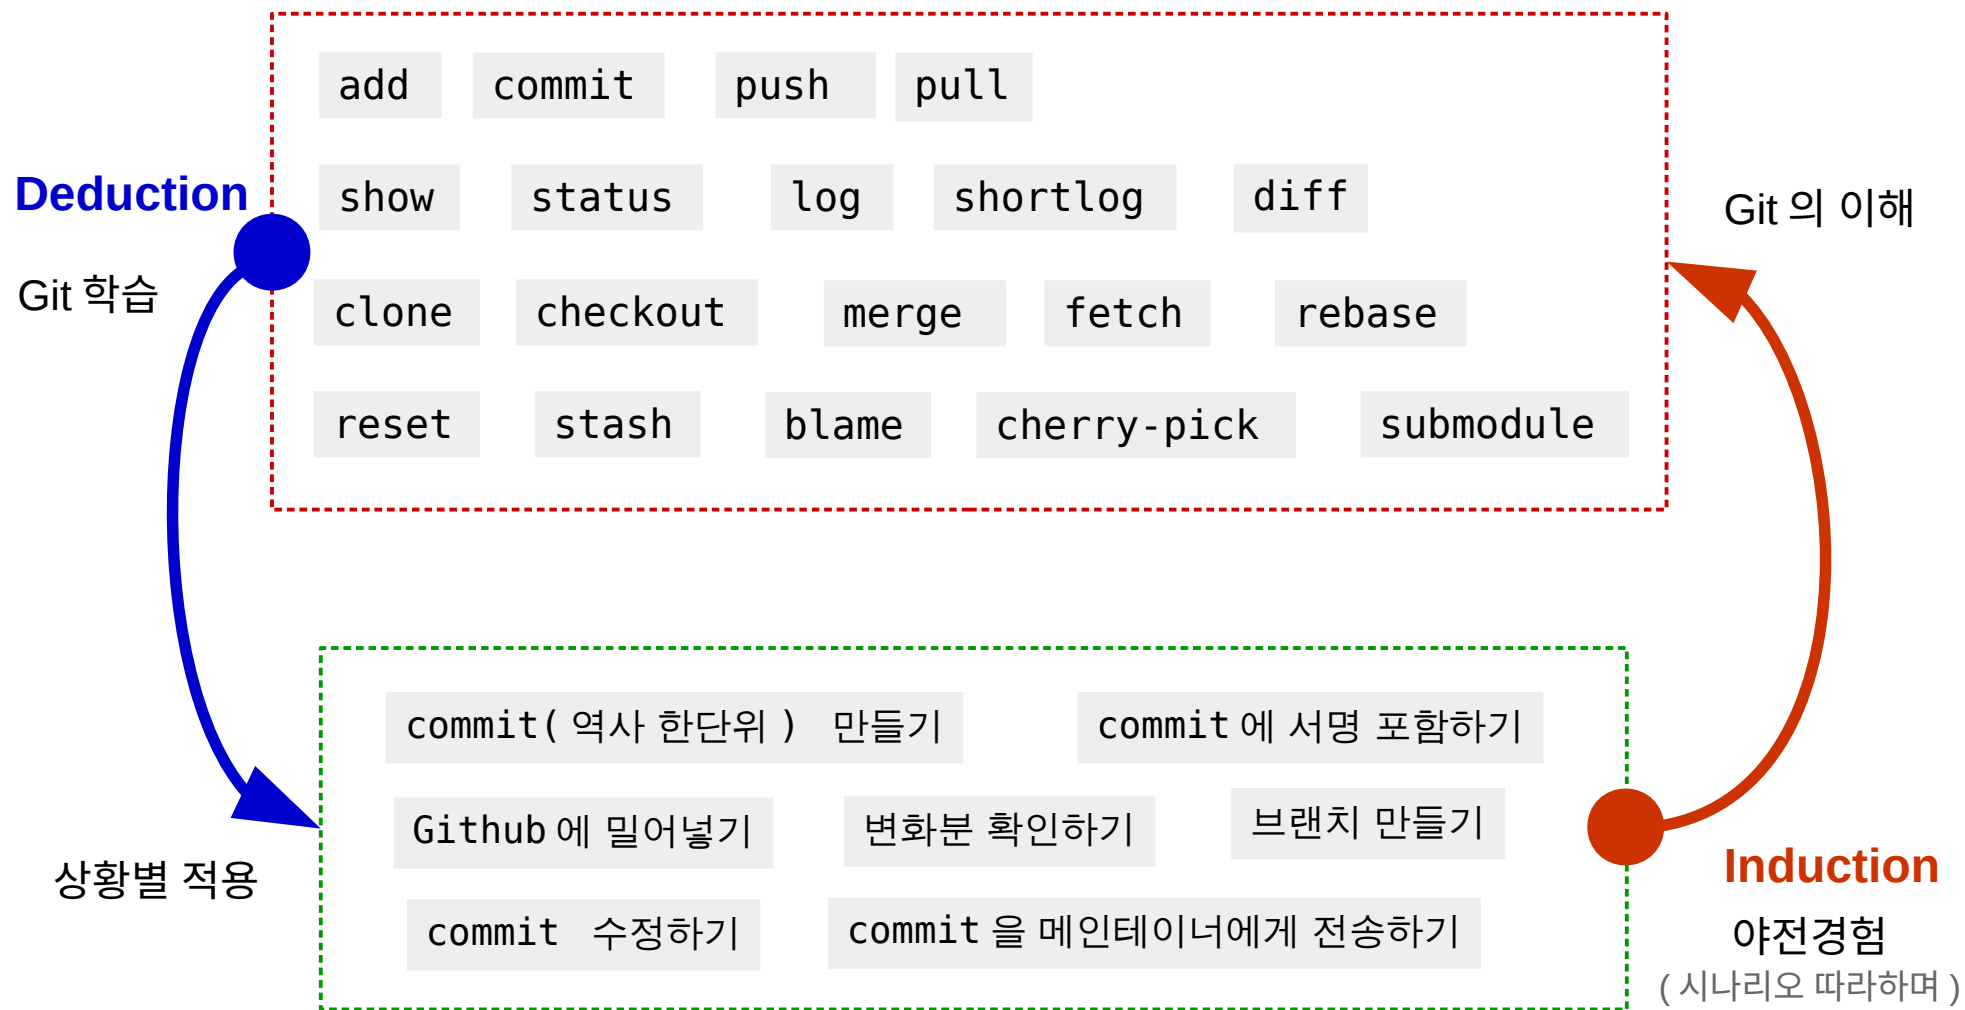 add commit push pull
Deduction
show status log shortlog diff
Git 의 이해
Git 학습
clone checkout merge fetch rebase
reset stash blame cherry-pick submodule
commit( 역사 한단위 ) 만들기 commit 에 서명 포함하기
Github 에 밀어넣기 변화분 확인하기 브랜치 만들기
상황별 적용
Induction
commit 수정하기 commit 을 메인테이너에게 전송하기
야전경험
( 시나리오 따라하며 )